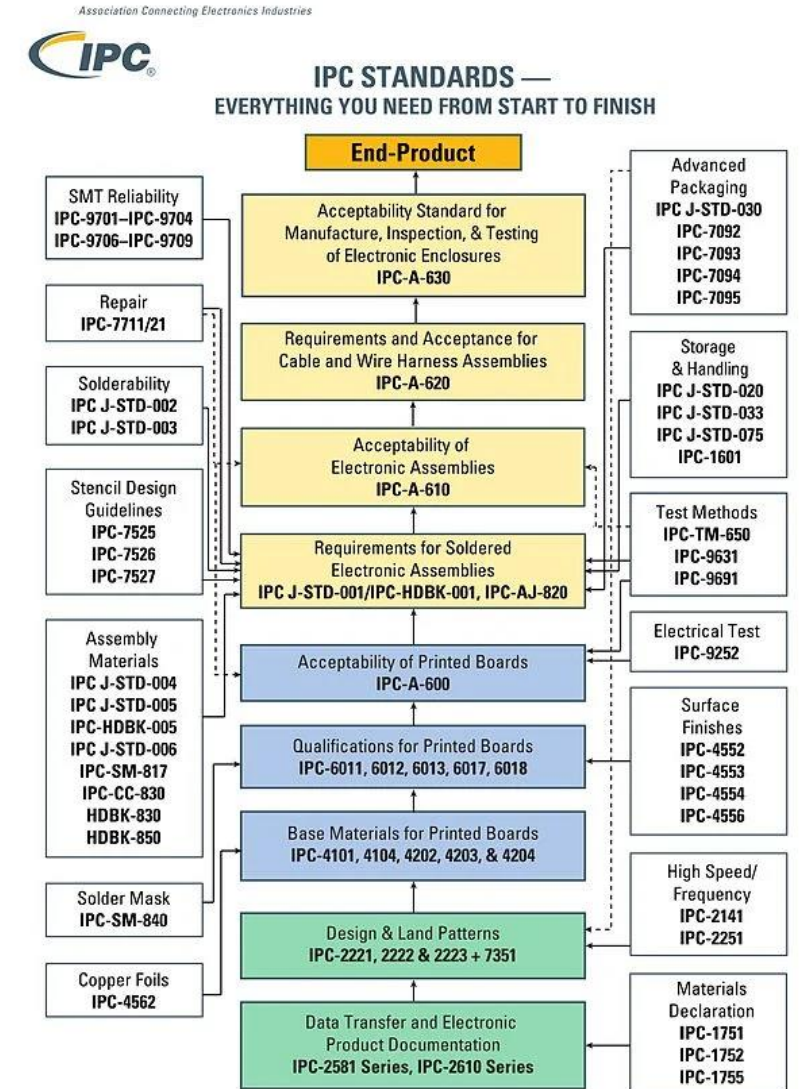 Association Connecting Electronics Industries
IPC®
IPC STANDARDS —
EVERYTHING YOU NEED FROM START TO FINISH
End-Product
Acceptability Standard for
Manufacture, Inspection, & Testing
of Electronic Enclosures
IPC-A-630
Requirements and Acceptance for
Cable and Wire Harness Assemblies
IPC-A-620
Acceptability of
Electronic Assemblies
IPC-A-610
Requirements for Soldered
Electronic Assemblies
IPC J-STD-001/IPC-HDBK-001, IPC-AJ-820
Acceptability of Printed Boards
IPC-A-600
Qualifications for Printed Boards
IPC-6011, 6012, 6013, 6017, 6018
Base Materials for Printed Boards
IPC-4101, 4104, 4202, 4203, & 4204
Design & Land Patterns
IPC-2221, 2222 & 2223 + 7351
Data Transfer and Electronic
Product Documentation
IPC-2581 Series, IPC-2610 Series
SMT Reliability
IPC-9701–IPC-9704
IPC-9706–IPC-9709
Repair
IPC-7711/21
Solderability
IPC J-STD-002
IPC J-STD-003
Stencil Design
Guidelines
IPC-7525
IPC-7526
IPC-7527
Assembly
Materials
IPC J-STD-004
IPC J-STD-005
IPC-HDBK-005
IPC J-STD-006
IPC-SM-817
IPC-CC-830
HDBK-830
HDBK-850
Solder Mask
IPC-SM-840
Copper Foils
IPC-4562
Advanced
Packaging
IPC J-STD-030
IPC-7092
IPC-7093
IPC-7094
IPC-7095
Storage
& Handling
IPC J-STD-020
IPC J-STD-033
IPC J-STD-075
IPC-1601
Test Methods
IPC-TM-650
IPC-9631
IPC-9691
Electrical Test
IPC-9252
Surface
Finishes
IPC-4552
IPC-4553
IPC-4554
IPC-4556
High Speed/
Frequency
IPC-2141
IPC-2251
Materials
Declaration
IPC-1751
IPC-1752
IPC-1755